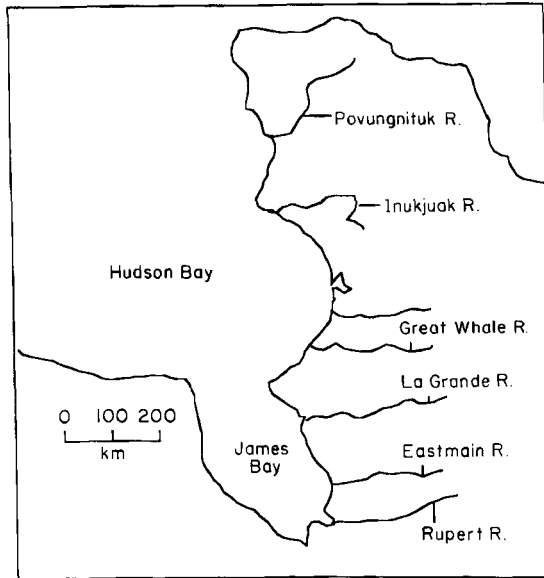 Povungnituk R.
Inukjuak R.
Hudson Bay
Great Whale R.
La Grande R.
0 100 200
km
James
Bay
Eastmain R.
Rupert R.